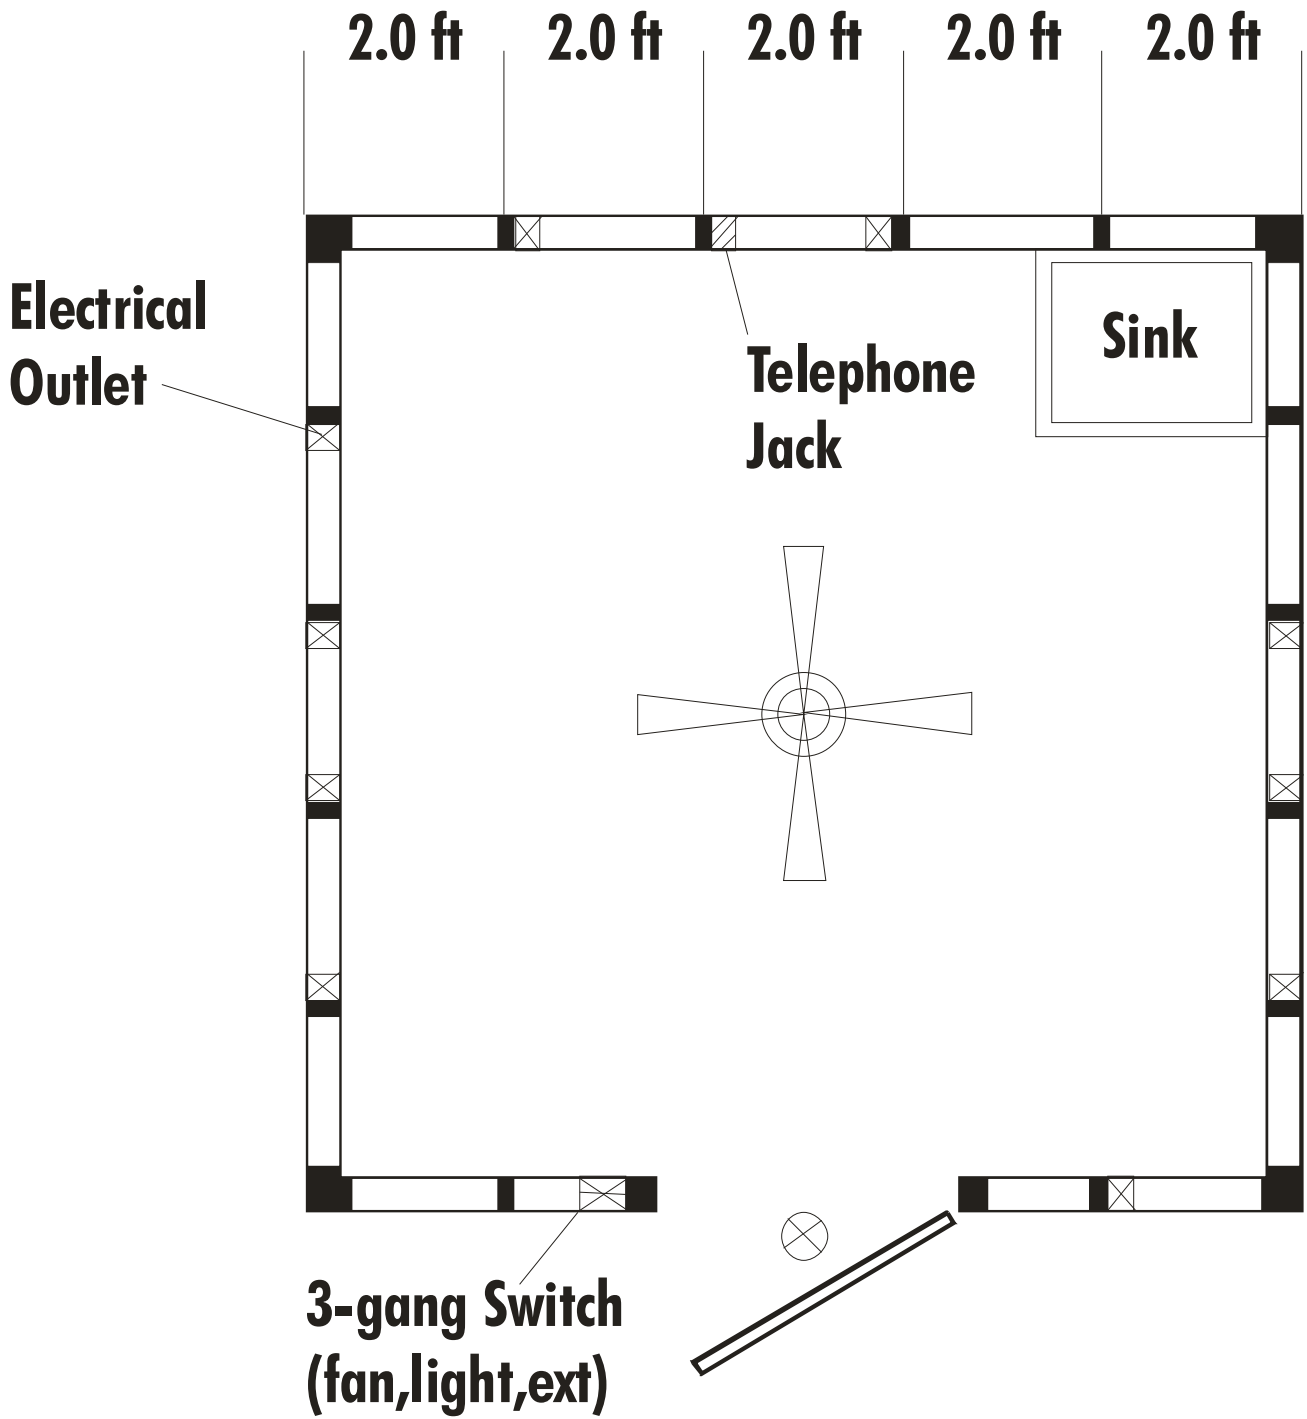 2.0 ft 2.0 ft 2.0 ft 2.0 ft 2.0 ft
Electrical
Outlet
Sink
Telephone
Jack
3-gang Switch
(fan,light,ext)